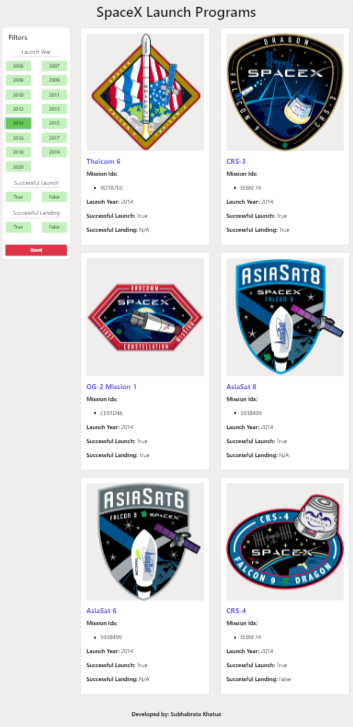 SpaceX Launch Programs
Filters
Launch Year
2006 2007
2008 2009
2010 2011
2012 2013
2014 2015
2016 2017
2018 2019
2020
Successful Launch
True False
Successful Landing
True False
Reset
THAICOM 6
SPACEX
Thaicom 6
Mission Ids:
9D1B7E0
Launch Year: 2014
Successful Launch: True
Successful Landing: N/A
DRAGON
SPACEX
FALCON 9
CRS-3
CRS-3
Mission Ids:
EE86F74
Launch Year: 2014
Successful Launch: True
Successful Landing: True
ORBCOMM
SPACEX
FIRST CONSTELLATION MISSION
OG-2 Mission 1
Mission Ids:
CE91D46
Launch Year: 2014
Successful Launch: True
Successful Landing: True
ASIASAT8
SPACEX
FALCON 9
AsiaSat 8
Mission Ids:
593B499
Launch Year: 2014
Successful Launch: True
Successful Landing: N/A
ASIASAT6
FALCON 9 SPACEX
AsiaSat 6
Mission Ids:
593B499
Launch Year: 2014
Successful Launch: True
Successful Landing: N/A
CRS-4
SPACEX
FALCON 9 DRAGON
CRS-4
Mission Ids:
EE86F74
Launch Year: 2014
Successful Launch: True
Successful Landing: False
Developed by: Subhabrata Khatua